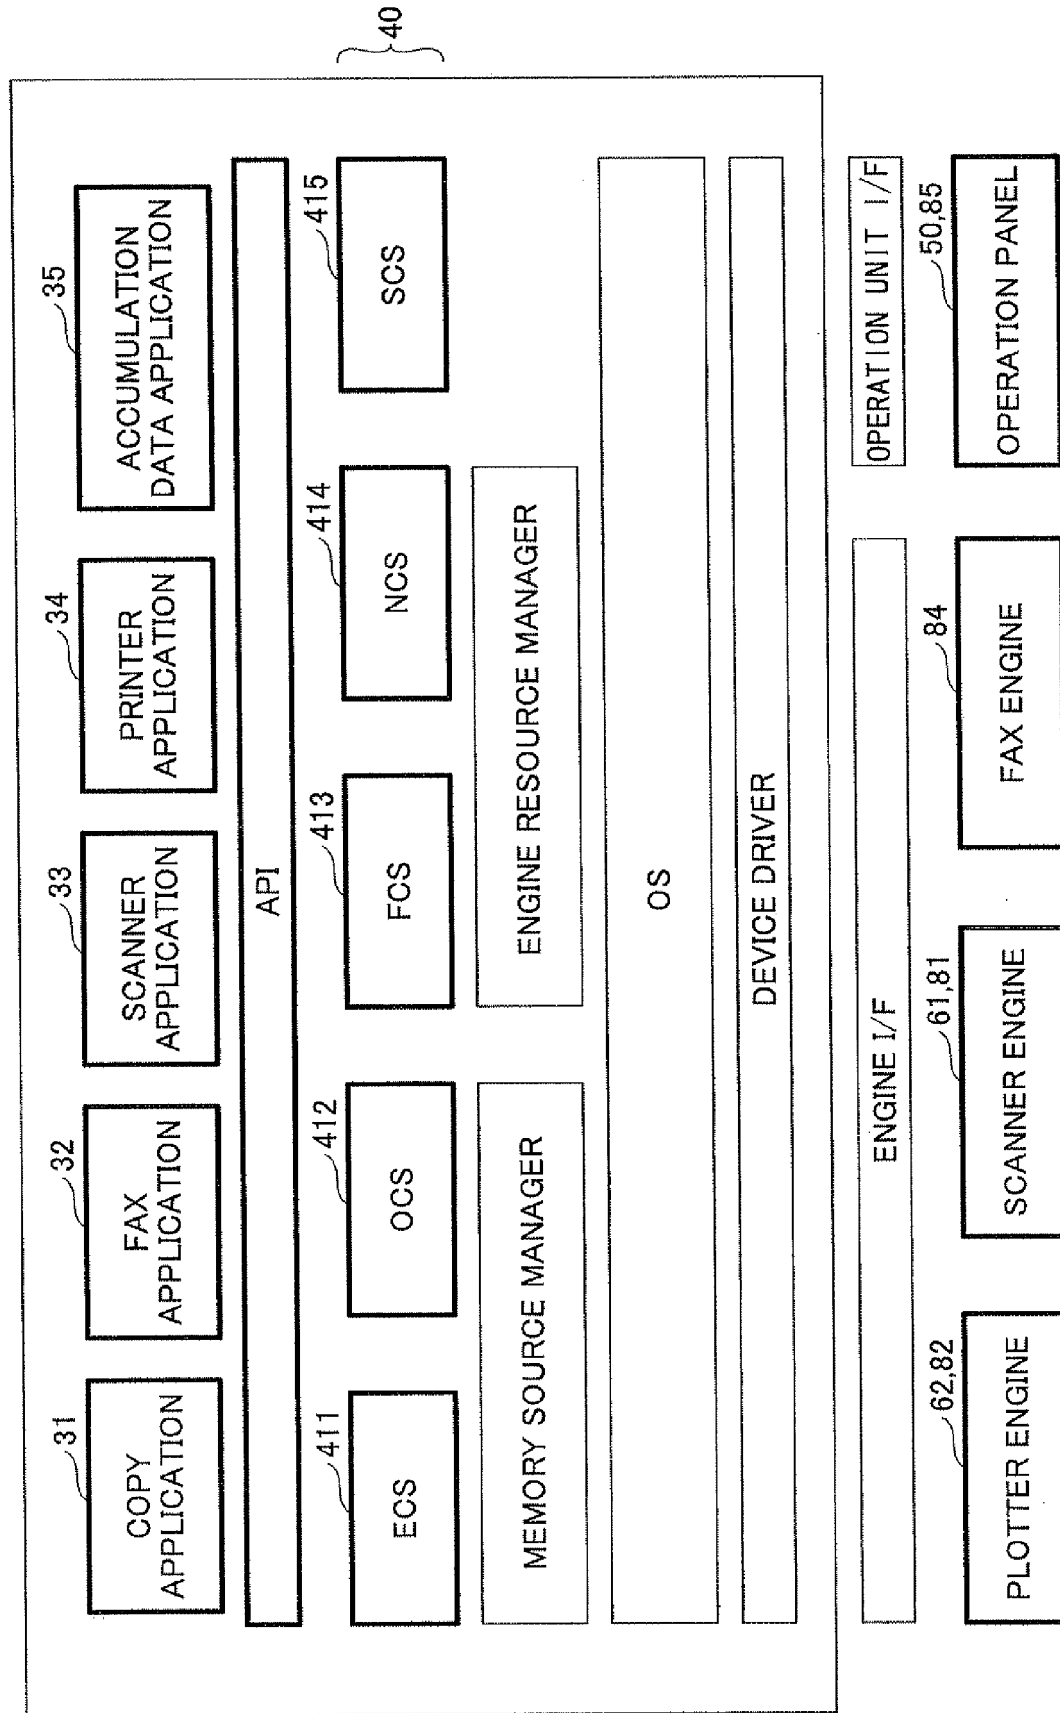 31
COPY
APPLICATION
32
FAX
APPLICATION
33
SCANNER
APPLICATION
34
PRINTER
APPLICATION
35
ACCUMULATION
DATA APPLICATION
API
40
411
ECS
412
OCS
413
FCS
414
NCS
415
SCS
MEMORY SOURCE MANAGER
ENGINE RESOURCE MANAGER
OS
DEVICE DRIVER
ENGINE I/F
OPERATION UNIT I/F
62,82
PLOTTER ENGINE
61,81
SCANNER ENGINE
84
FAX ENGINE
50,85
OPERATION PANEL